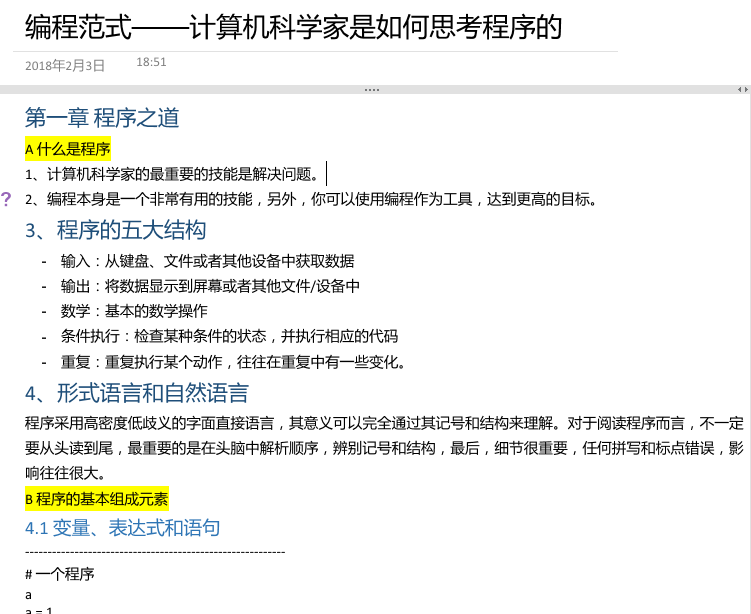 编程范式——计算机科学家是如何思考程序的
2018年2月3日 18:51
第一章 程序之道
A 什么是程序
1、计算机科学家的最重要的技能是解决问题。
? 2、编程本身是一个非常有用的技能，另外，你可以使用编程作为工具，达到更高的目标。
3、程序的五大结构
- 输入：从键盘、文件或者其他设备中获取数据
- 输出：将数据显示到屏幕或者其他文件/设备中
- 数学：基本的数学操作
- 条件执行：检查某种条件的状态，并执行相应的代码
- 重复：重复执行某个动作，往往在重复中有一些变化。
4、形式语言和自然语言
程序采用高密度低歧义的字面直接语言，其意义可以完全通过其记号和结构来理解。对于阅读程序而言，不一定
要从头读到尾，最重要的是在头脑中解析顺序，辨别记号和结构，最后，细节很重要，任何拼写和标点错误，影
响往往很大。
B 程序的基本组成元素
4.1 变量、表达式和语句
----------------------------------------------------------
# 一个程序
a
a = 1